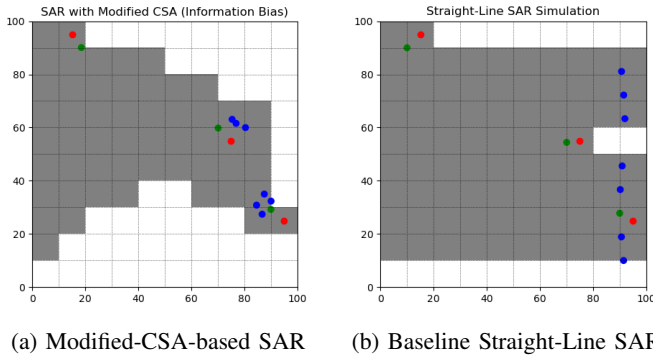 SAR with Modified CSA (Information Bias)
100
80
60
40
20
0
0 20 40 60 80 100
(a) Modified-CSA-based SAR
Straight-Line SAR Simulation
100
80
60
40
20
0
0 20 40 60 80 100
(b) Baseline Straight-Line SAR